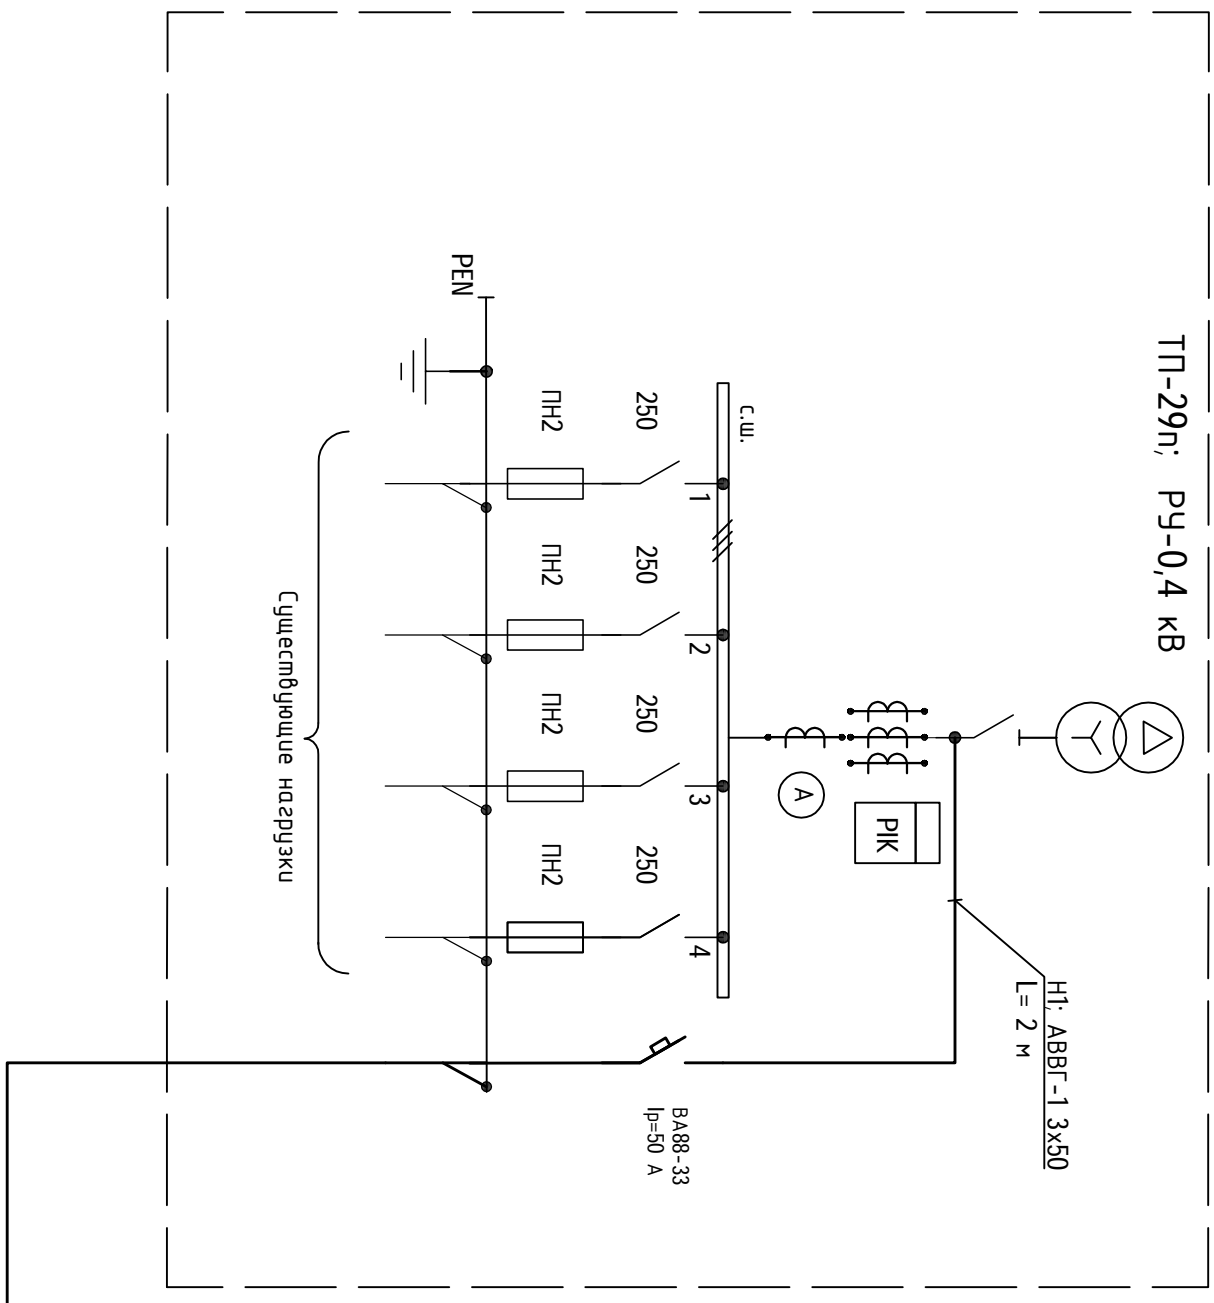 ТП-29п; РУ-0,4 кВ
PIK
A
Н1; АВВГ-1 3х50
L= 2 м
с.ш.
1
2
3
4
250
250
250
250
ВА88-33
Iр=50 А
ПН2
ПН2
ПН2
ПН2
PEN
Существующие нагрузки